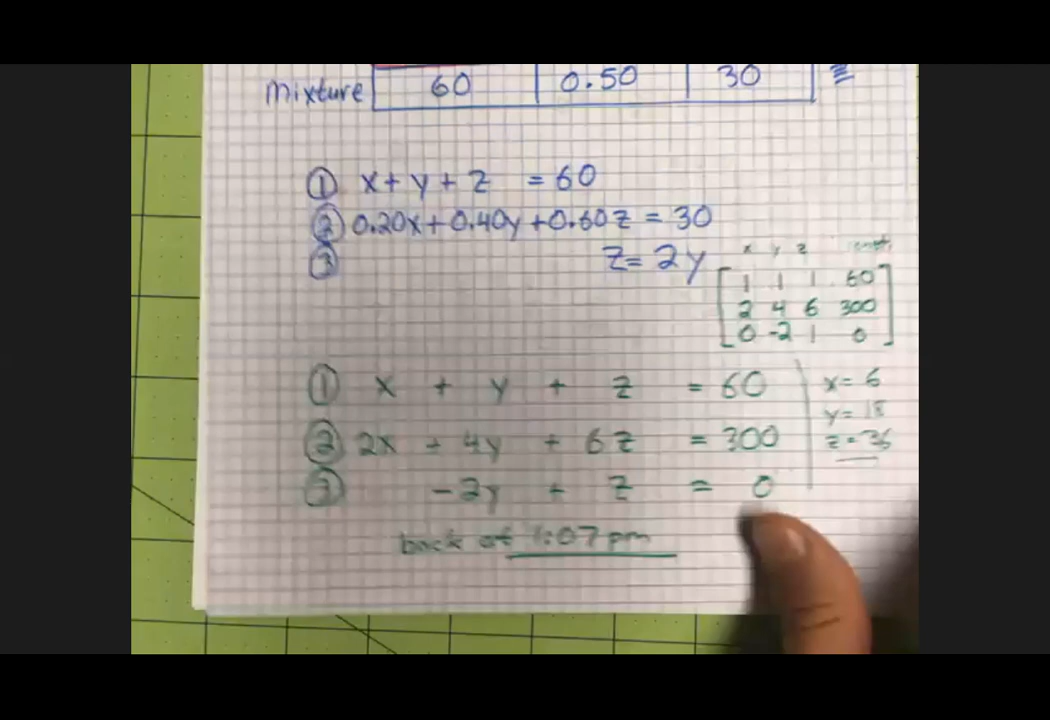 mixture 60 0.50 30
① x + y + z = 60
② 0.20x + 0.40y + 0.60z = 30
③ z = 2y
x y z const.
1 1 1 60
2 4 6 300
0 -2 1 0
① x + y + z = 60
② 2x + 4y + 6z = 300
③ -2y + z = 0
x = 6
y = 18
z = 36
back at 1:07 pm